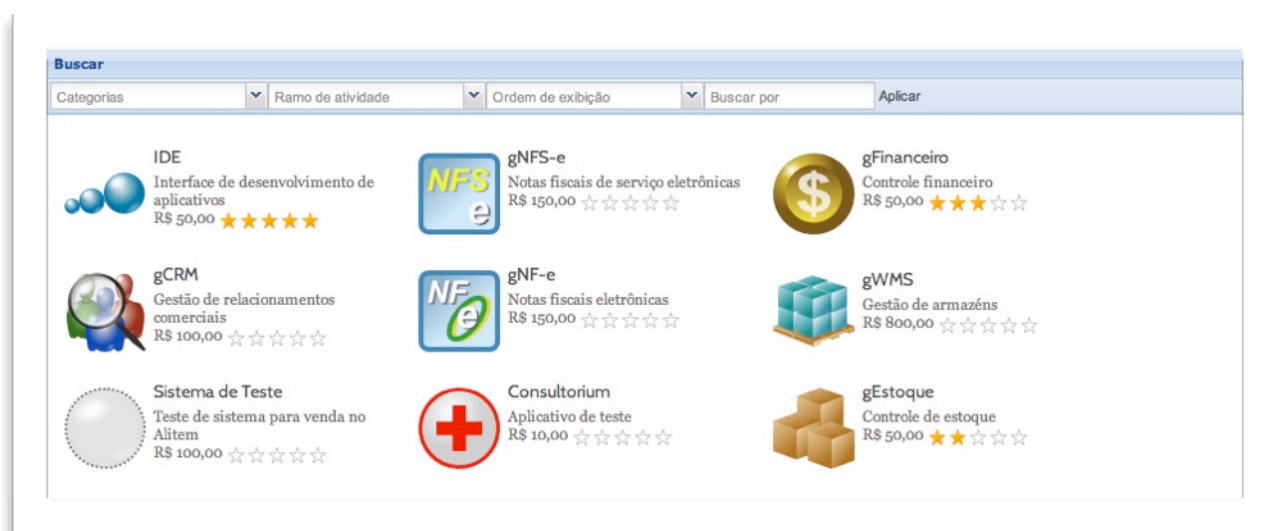 Buscar
Categorias
Ramo de atividade
Ordem de exibição
Buscar por
Aplicar
IDE
Interface de desenvolvimento de
aplicativos
R$ 50,00
NFS
e
gNFS-e
Notas fiscais de serviço eletrônicas
R$ 150,00
$
gFinanceiro
Controle financeiro
R$ 50,00
gCRM
Gestão de relacionamentos
comerciais
R$ 100,00
NF
e
gNF-e
Notas fiscais eletrônicas
R$ 150,00
gWMS
Gestão de armazéns
R$ 800,00
Sistema de Teste
Teste de sistema para venda no
Alitem
R$ 100,00
Consultorium
Aplicativo de teste
R$ 10,00
gEstoque
Controle de estoque
R$ 50,00